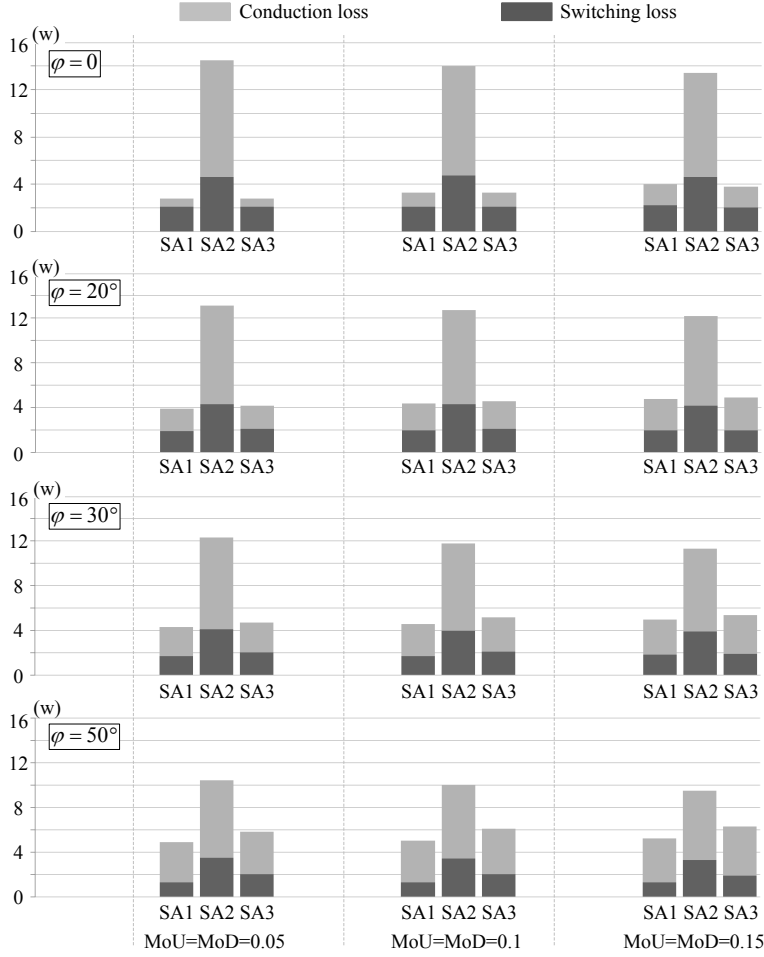 Conduction loss Switching loss
(w)
φ = 0
16
12
8
4
0
SA1 SA2 SA3 SA1 SA2 SA3 SA1 SA2 SA3
(w)
φ = 20°
16
12
8
4
0
SA1 SA2 SA3 SA1 SA2 SA3 SA1 SA2 SA3
(w)
φ = 30°
16
12
8
4
0
SA1 SA2 SA3 SA1 SA2 SA3 SA1 SA2 SA3
(w)
φ = 50°
16
12
8
4
0
SA1 SA2 SA3 SA1 SA2 SA3 SA1 SA2 SA3
MoU=MoD=0.05 MoU=MoD=0.1 MoU=MoD=0.15